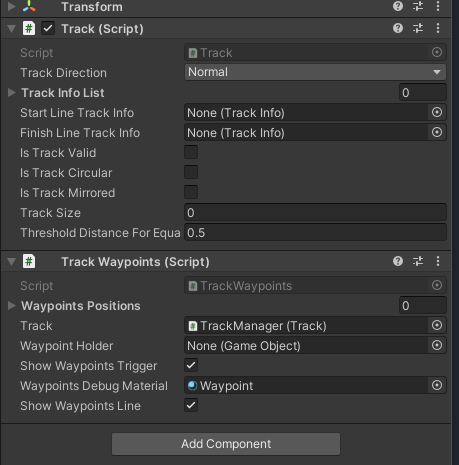 Transform
# Track (Script)
Script # Track
Track Direction Normal
Track Info List 0
Start Line Track Info None (Track Info)
Finish Line Track Info None (Track Info)
Is Track Valid
Is Track Circular
Is Track Mirrored
Track Size 0
Threshold Distance For Equa 0.5
# Track Waypoints (Script)
Script # TrackWaypoints
Waypoints Positions 0
Track # TrackManager (Track)
Waypoint Holder None (Game Object)
Show Waypoints Trigger
Waypoints Debug Material Waypoint
Show Waypoints Line
Add Component